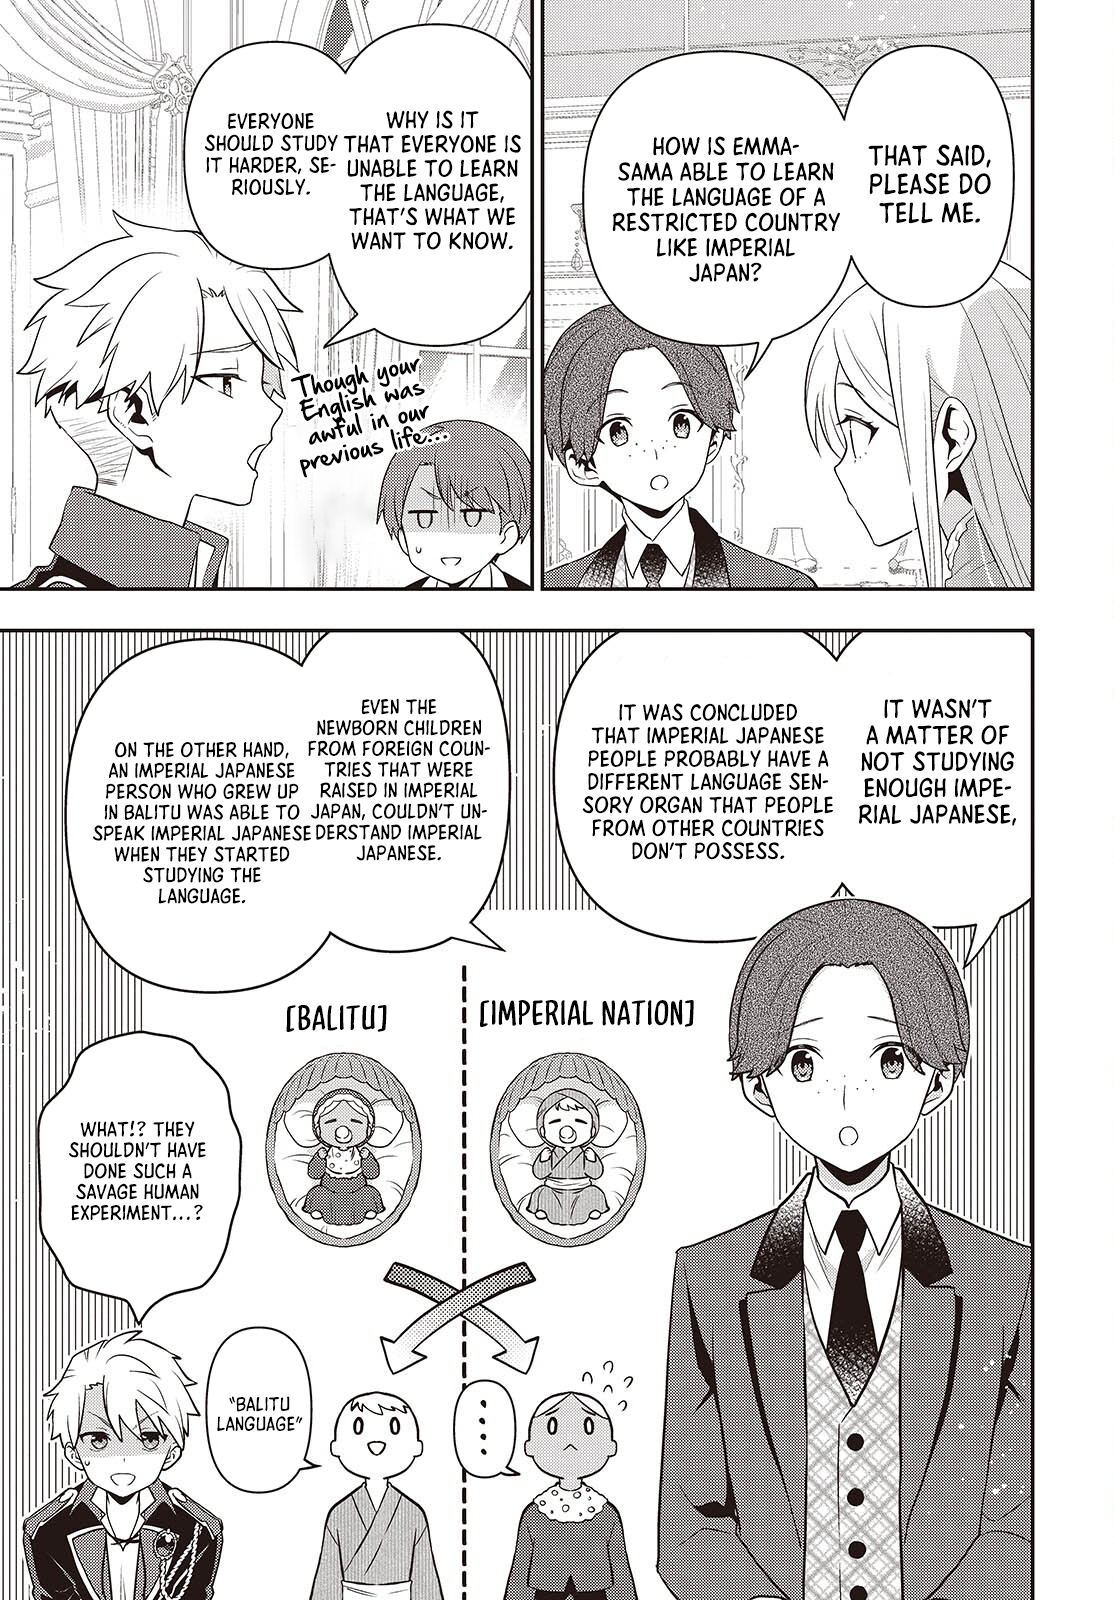 THAT SAID,
PLEASE DO
TELL ME.
HOW IS EMMA-
SAMA ABLE TO LEARN
THE LANGUAGE OF A
RESTRICTED COUNTRY
LIKE IMPERIAL
JAPAN?
WHY IS IT
THAT EVERYONE IS
UNABLE TO LEARN
THE LANGUAGE,
THAT'S WHAT WE
WANT TO KNOW.
EVERYONE
SHOULD STUDY
IT HARDER, SE-
RIOUSLY.
Though your
English was
awful in our
previous life...
IT WASN'T
A MATTER OF
NOT STUDYING
ENOUGH IMPE-
RIAL JAPANESE,
IT WAS CONCLUDED
THAT IMPERIAL JAPANESE
PEOPLE PROBABLY HAVE A
DIFFERENT LANGUAGE SEN-
SORY ORGAN THAT PEOPLE
FROM OTHER COUNTRIES
DON'T POSSESS.
EVEN THE
NEWBORN CHILDREN
FROM FOREIGN COUN-
TRIES THAT WERE
RAISED IN IMPERIAL
JAPAN, COULDN'T UN-
DERSTAND IMPERIAL
JAPANESE.
ON THE OTHER HAND,
AN IMPERIAL JAPANESE
PERSON WHO GREW UP
IN BALITU WAS ABLE TO
SPEAK IMPERIAL JAPANESE
WHEN THEY STARTED
STUDYING THE
LANGUAGE.
[IMPERIAL NATION]
[BALITU]
WHAT!? THEY
SHOULDN'T HAVE
DONE SUCH A
SAVAGE HUMAN
EXPERIMENT...?
....
"BALITU
LANGUAGE"